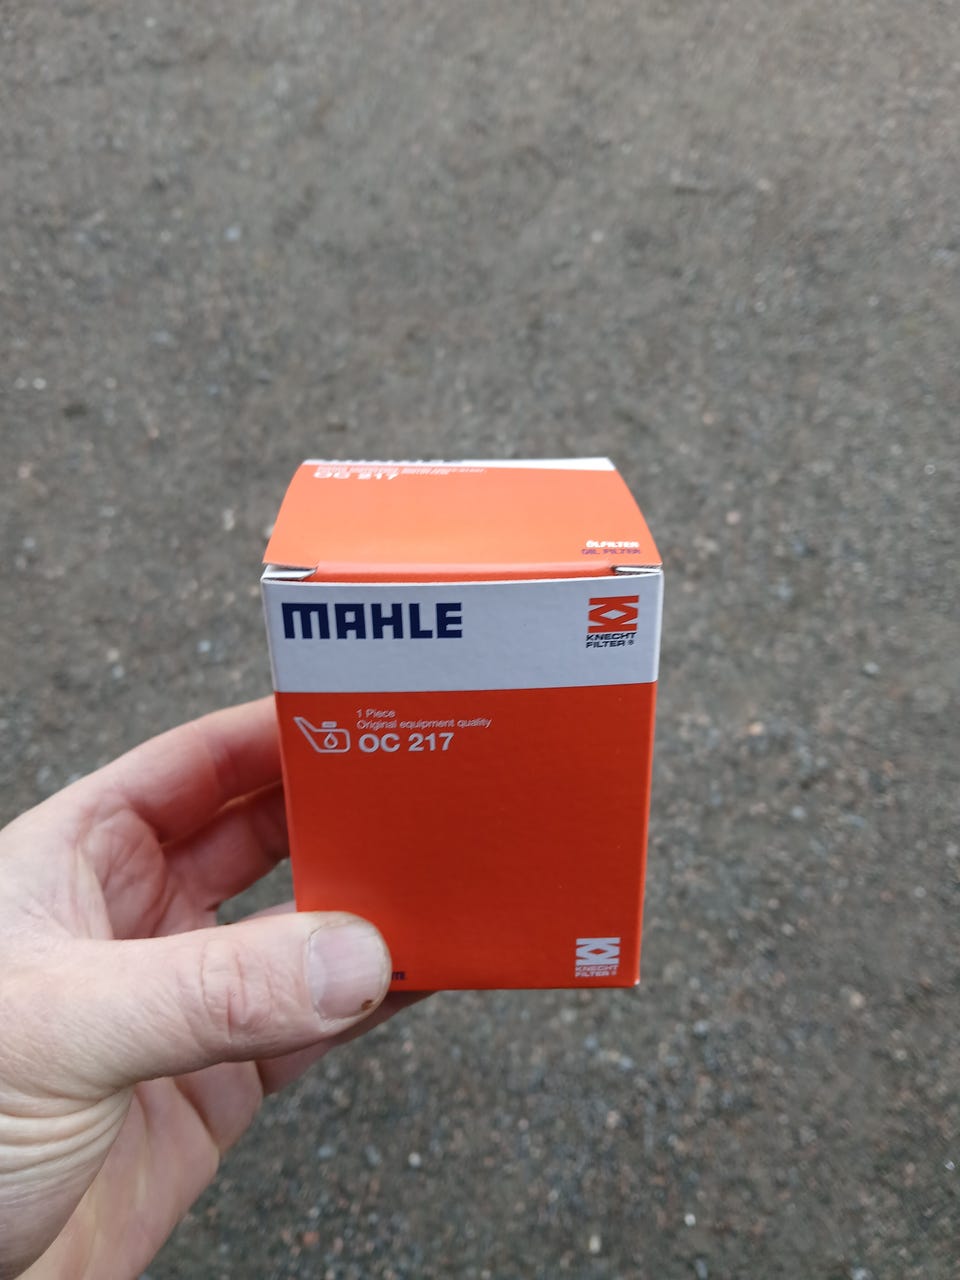 OC 217
ÖLFILTER
OIL FILTER
MAHLE
KNECHT
FILTER®
1 Piece
Original equipment quality
OC 217
KNECHT
FILTER®